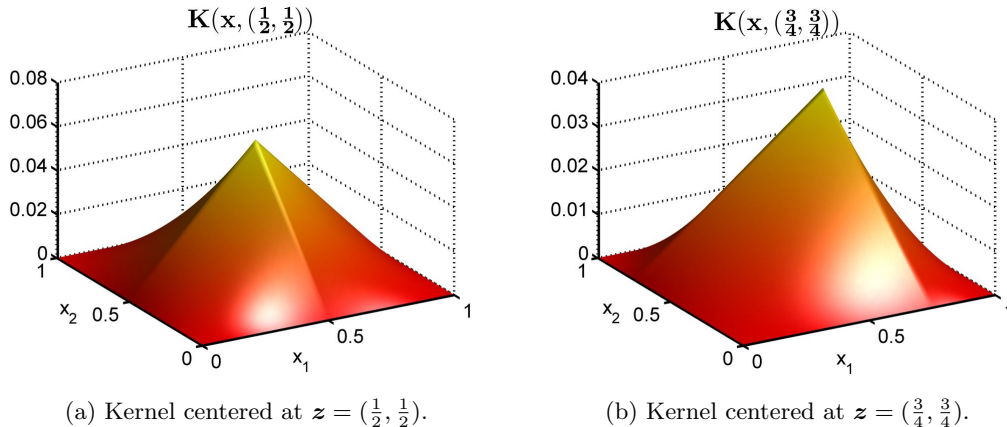 K(x, (1/2, 1/2))
0.08
0.06
0.04
0.02
0
1
x₂ 0.5
0
0
x₁
0.5
1
(a) Kernel centered at z = (1/2, 1/2).
K(x, (3/4, 3/4))
0.04
0.03
0.02
0.01
0
1
x₂ 0.5
0
0
x₁
0.5
1
(b) Kernel centered at z = (3/4, 3/4).